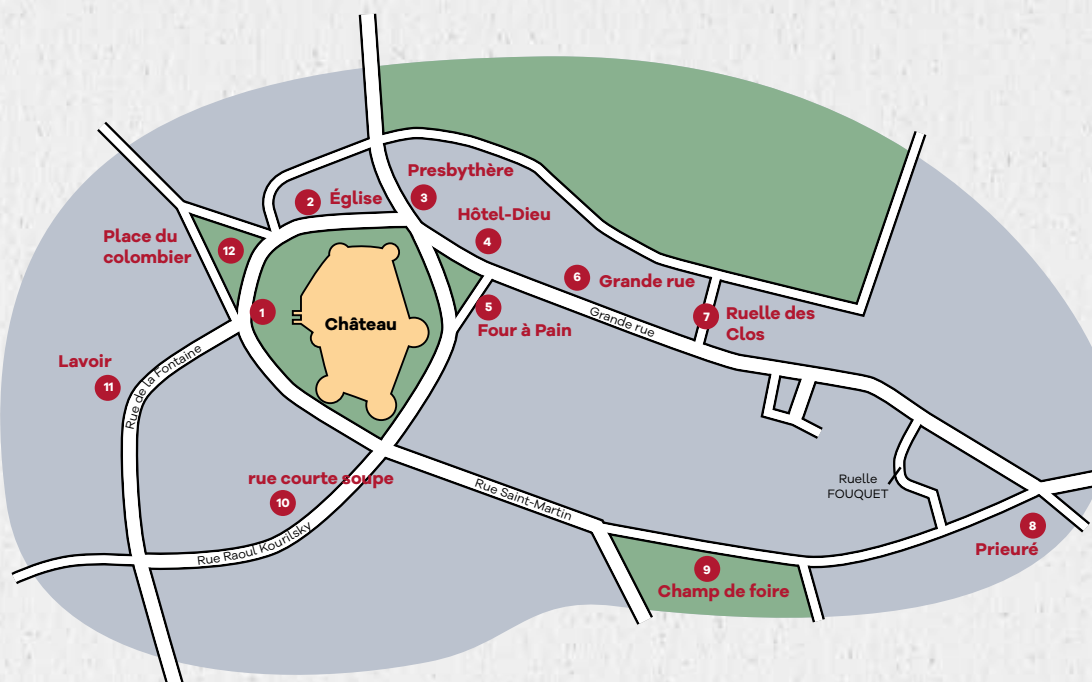 Presbythère
3
2
Église
Hôtel-Dieu
4
Place du
colombier
12
6
Grande rue
1
Château
5
Four à Pain
Grande rue
7
Ruelle des
Clos
Lavoir
11
Rue de la Fontaine
rue courte soupe
10
Rue Raoul Kourilsky
Rue Saint-Martin
Ruelle
FOUQUET
8
Prieuré
9
Champ de foire